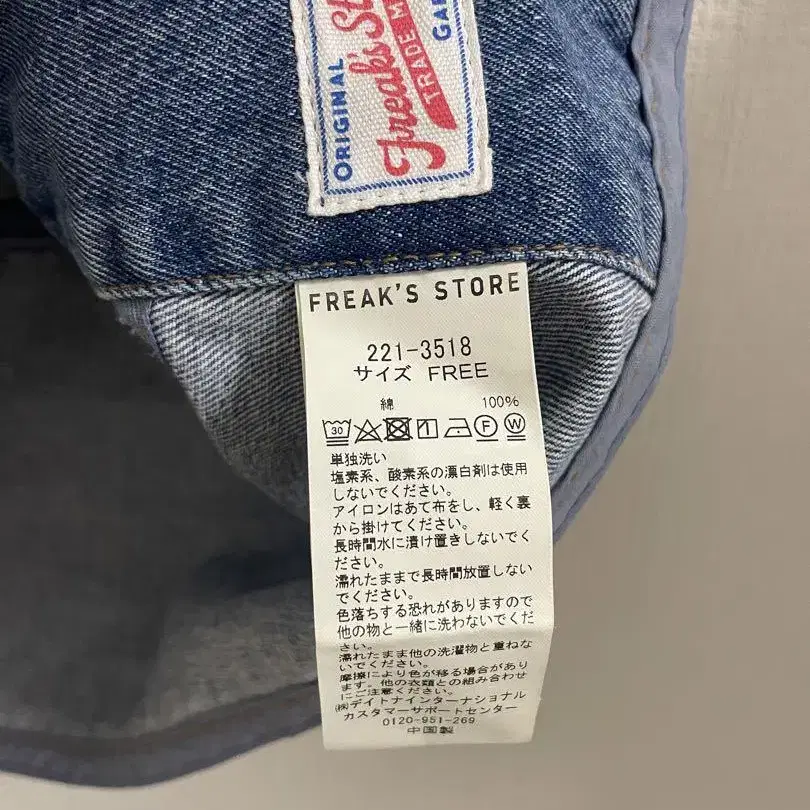 ORIGINAL
Freak's
TRADE
FREAK'S STORE
221-3518
サイズ FREE
綿 100%
30 F W
単独洗い
塩素系、酸素系の漂白剤は使用
しないでください。
アイロンはあて布をし、軽く裏
から掛けてください。
長時間水に漬け置きしないでく
ださい。
濡れたままで長時間放置しない
でください。
色落ちする恐れがありますので
他の物と一緒に洗わないでくだ
さい。
濡れたまま他の洗濯物と重ねな
いでください。
摩擦により色が移る場合があり
ます。他の衣類との組み合わせ
にご注意ください。
㈱デイトナインターナショナル
カスタマーサポートセンター
0120-951-269
中国製